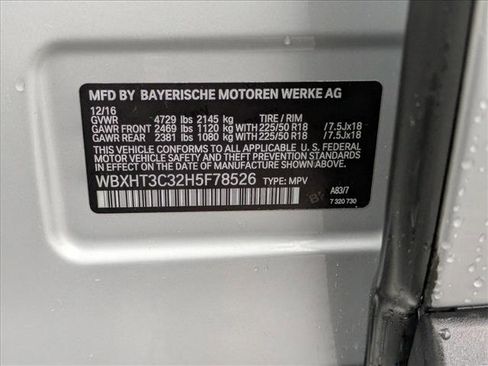 MFD BY BAYERISCHE MOTOREN WERKE AG
12/16
GVWR 4729 lbs 2145 kg TIRE / RIM
GAWR FRONT 2469 lbs 1120 kg WITH 225/50 R18 /7.5Jx18
GAWR REAR 2381 lbs 1080 kg WITH 225/50 R18 /7.5Jx18
THIS VEHICLE CONFORMS TO ALL APPLICABLE U. S. FEDERAL
MOTOR VEHICLE SAFETY, BUMPER, AND THEFT PREVENTION
STANDARDS IN EFFECT ON THE DATE OF MANUFACTURE SHOWN ABOVE.
WBXHT3C32H5F78526 TYPE: MPV
A83/7
7 320 730